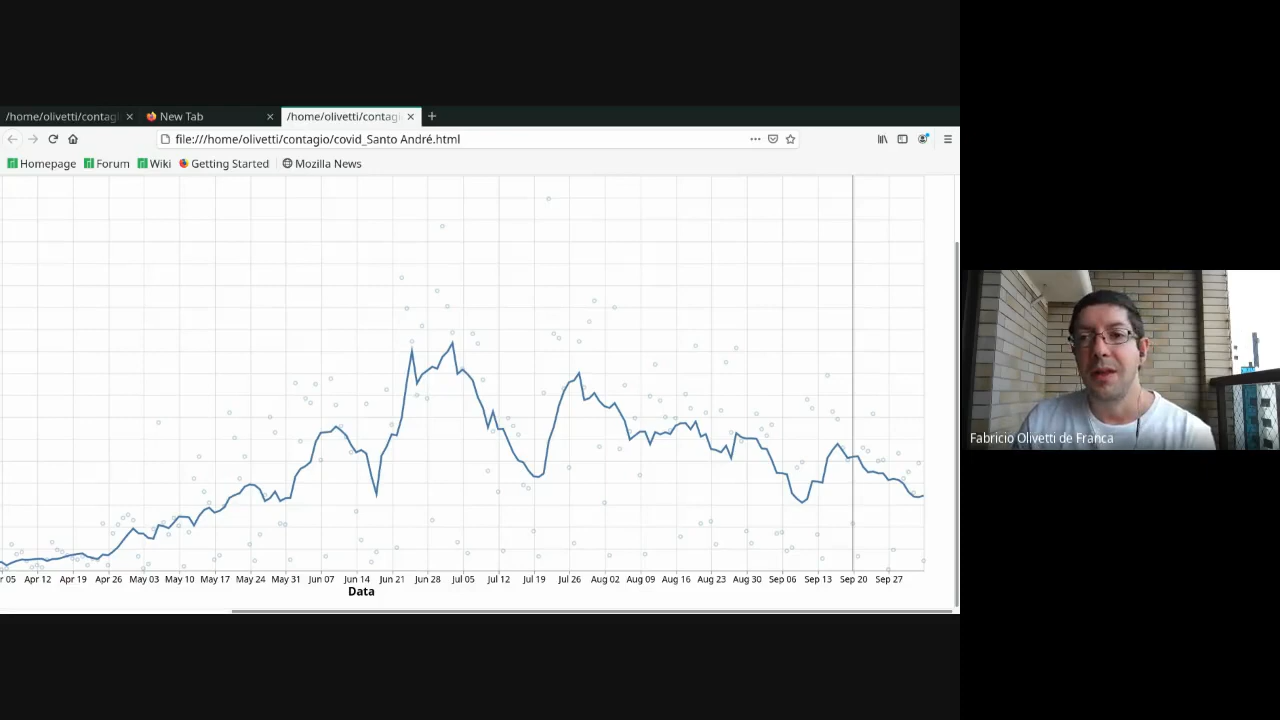 /home/olivetti/contagi
New Tab
/home/olivetti/contagi
file:///home/olivetti/contagio/covid_Santo André.html
Homepage Forum Wiki Getting Started Mozilla News
r 05 Apr 12 Apr 19 Apr 26 May 03 May 10 May 17 May 24 May 31 Jun 07 Jun 14 Jun 21 Jun 28 Jul 05 Jul 12 Jul 19 Jul 26 Aug 02 Aug 09 Aug 16 Aug 23 Aug 30 Sep 06 Sep 13 Sep 20 Sep 27
Data
Fabricio Olivetti de Franca